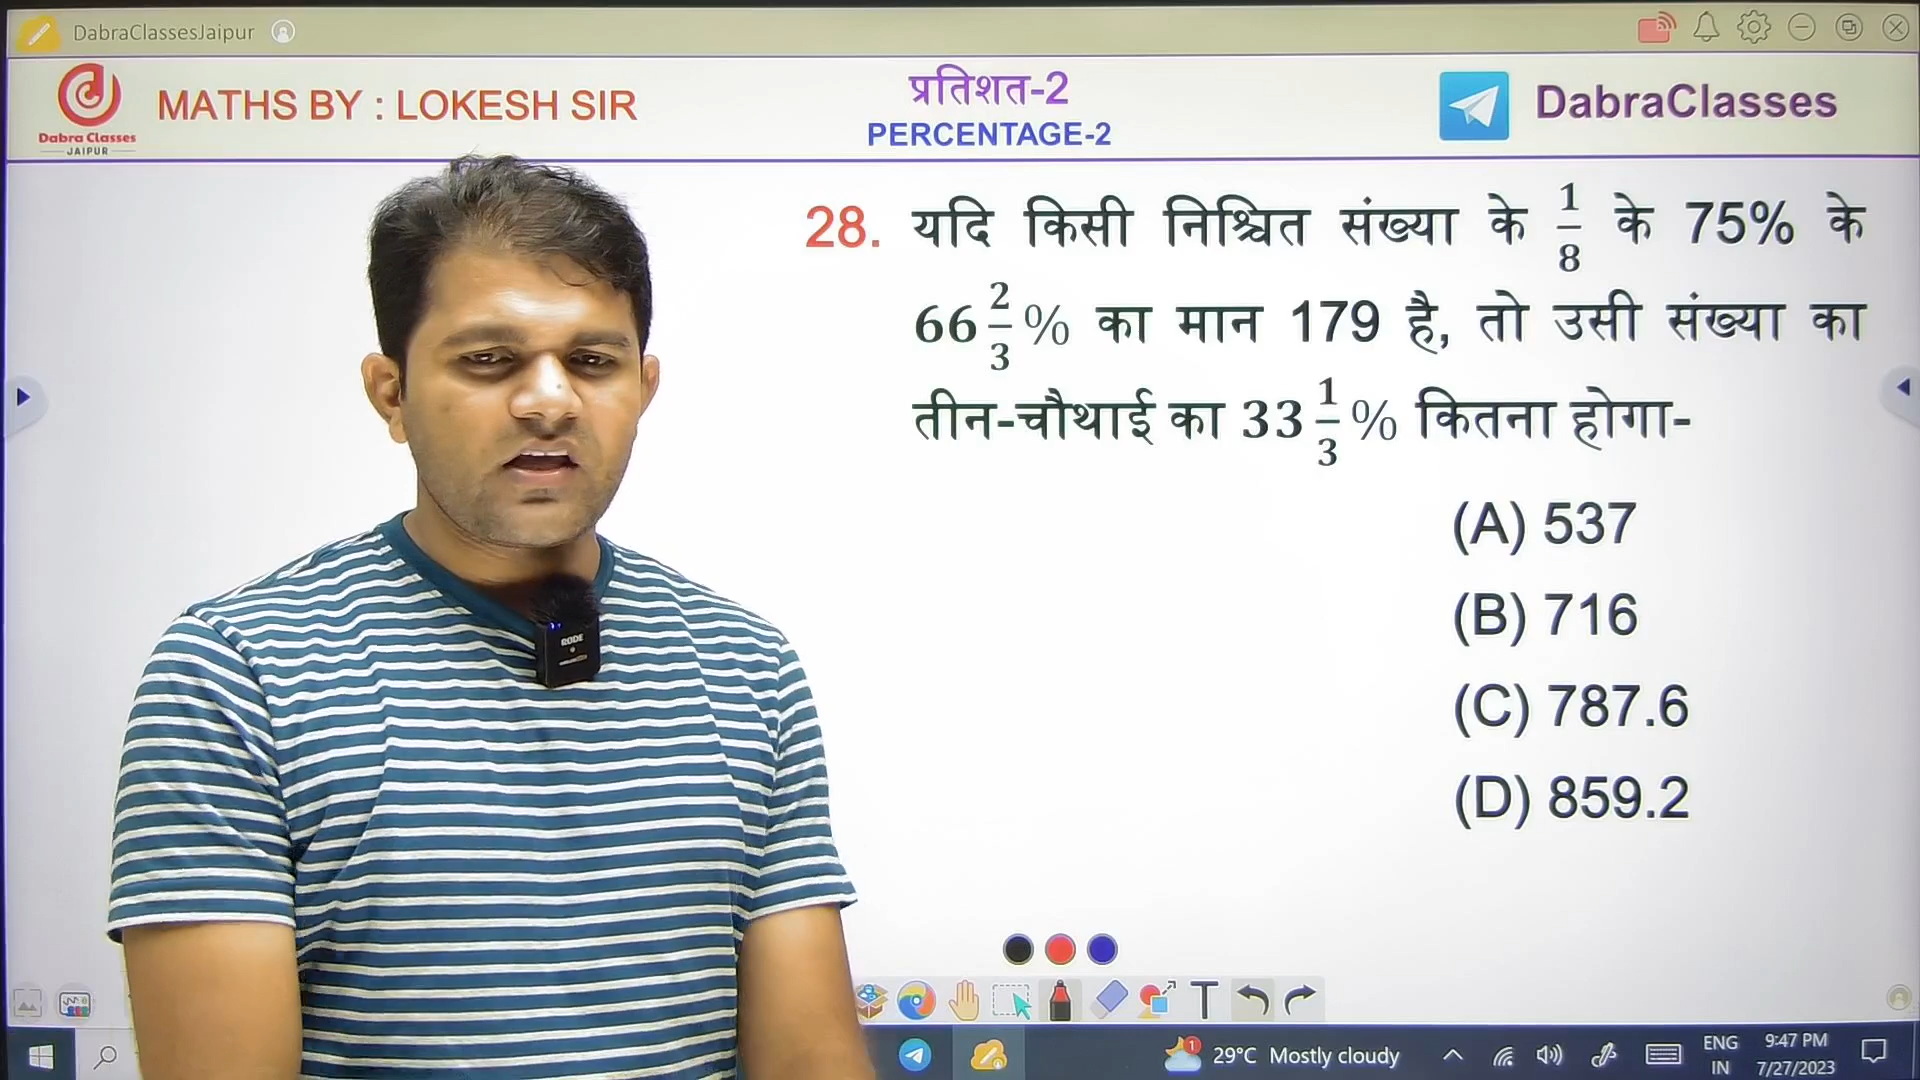 DabraClassesJaipur
Dabra Classes
JAIPUR
MATHS BY : LOKESH SIR
प्रतिशत-2
PERCENTAGE-2
DabraClasses
28. यदि किसी निश्चित संख्या के 1/8 के 75% के
66 2/3 % का मान 179 है, तो उसी संख्या का
तीन-चौथाई का 33 1/3 % कितना होगा-
(A) 537
(B) 716
(C) 787.6
(D) 859.2
RODE
T
1
29°C Mostly cloudy
ENG
IN
9:47 PM
7/27/2023